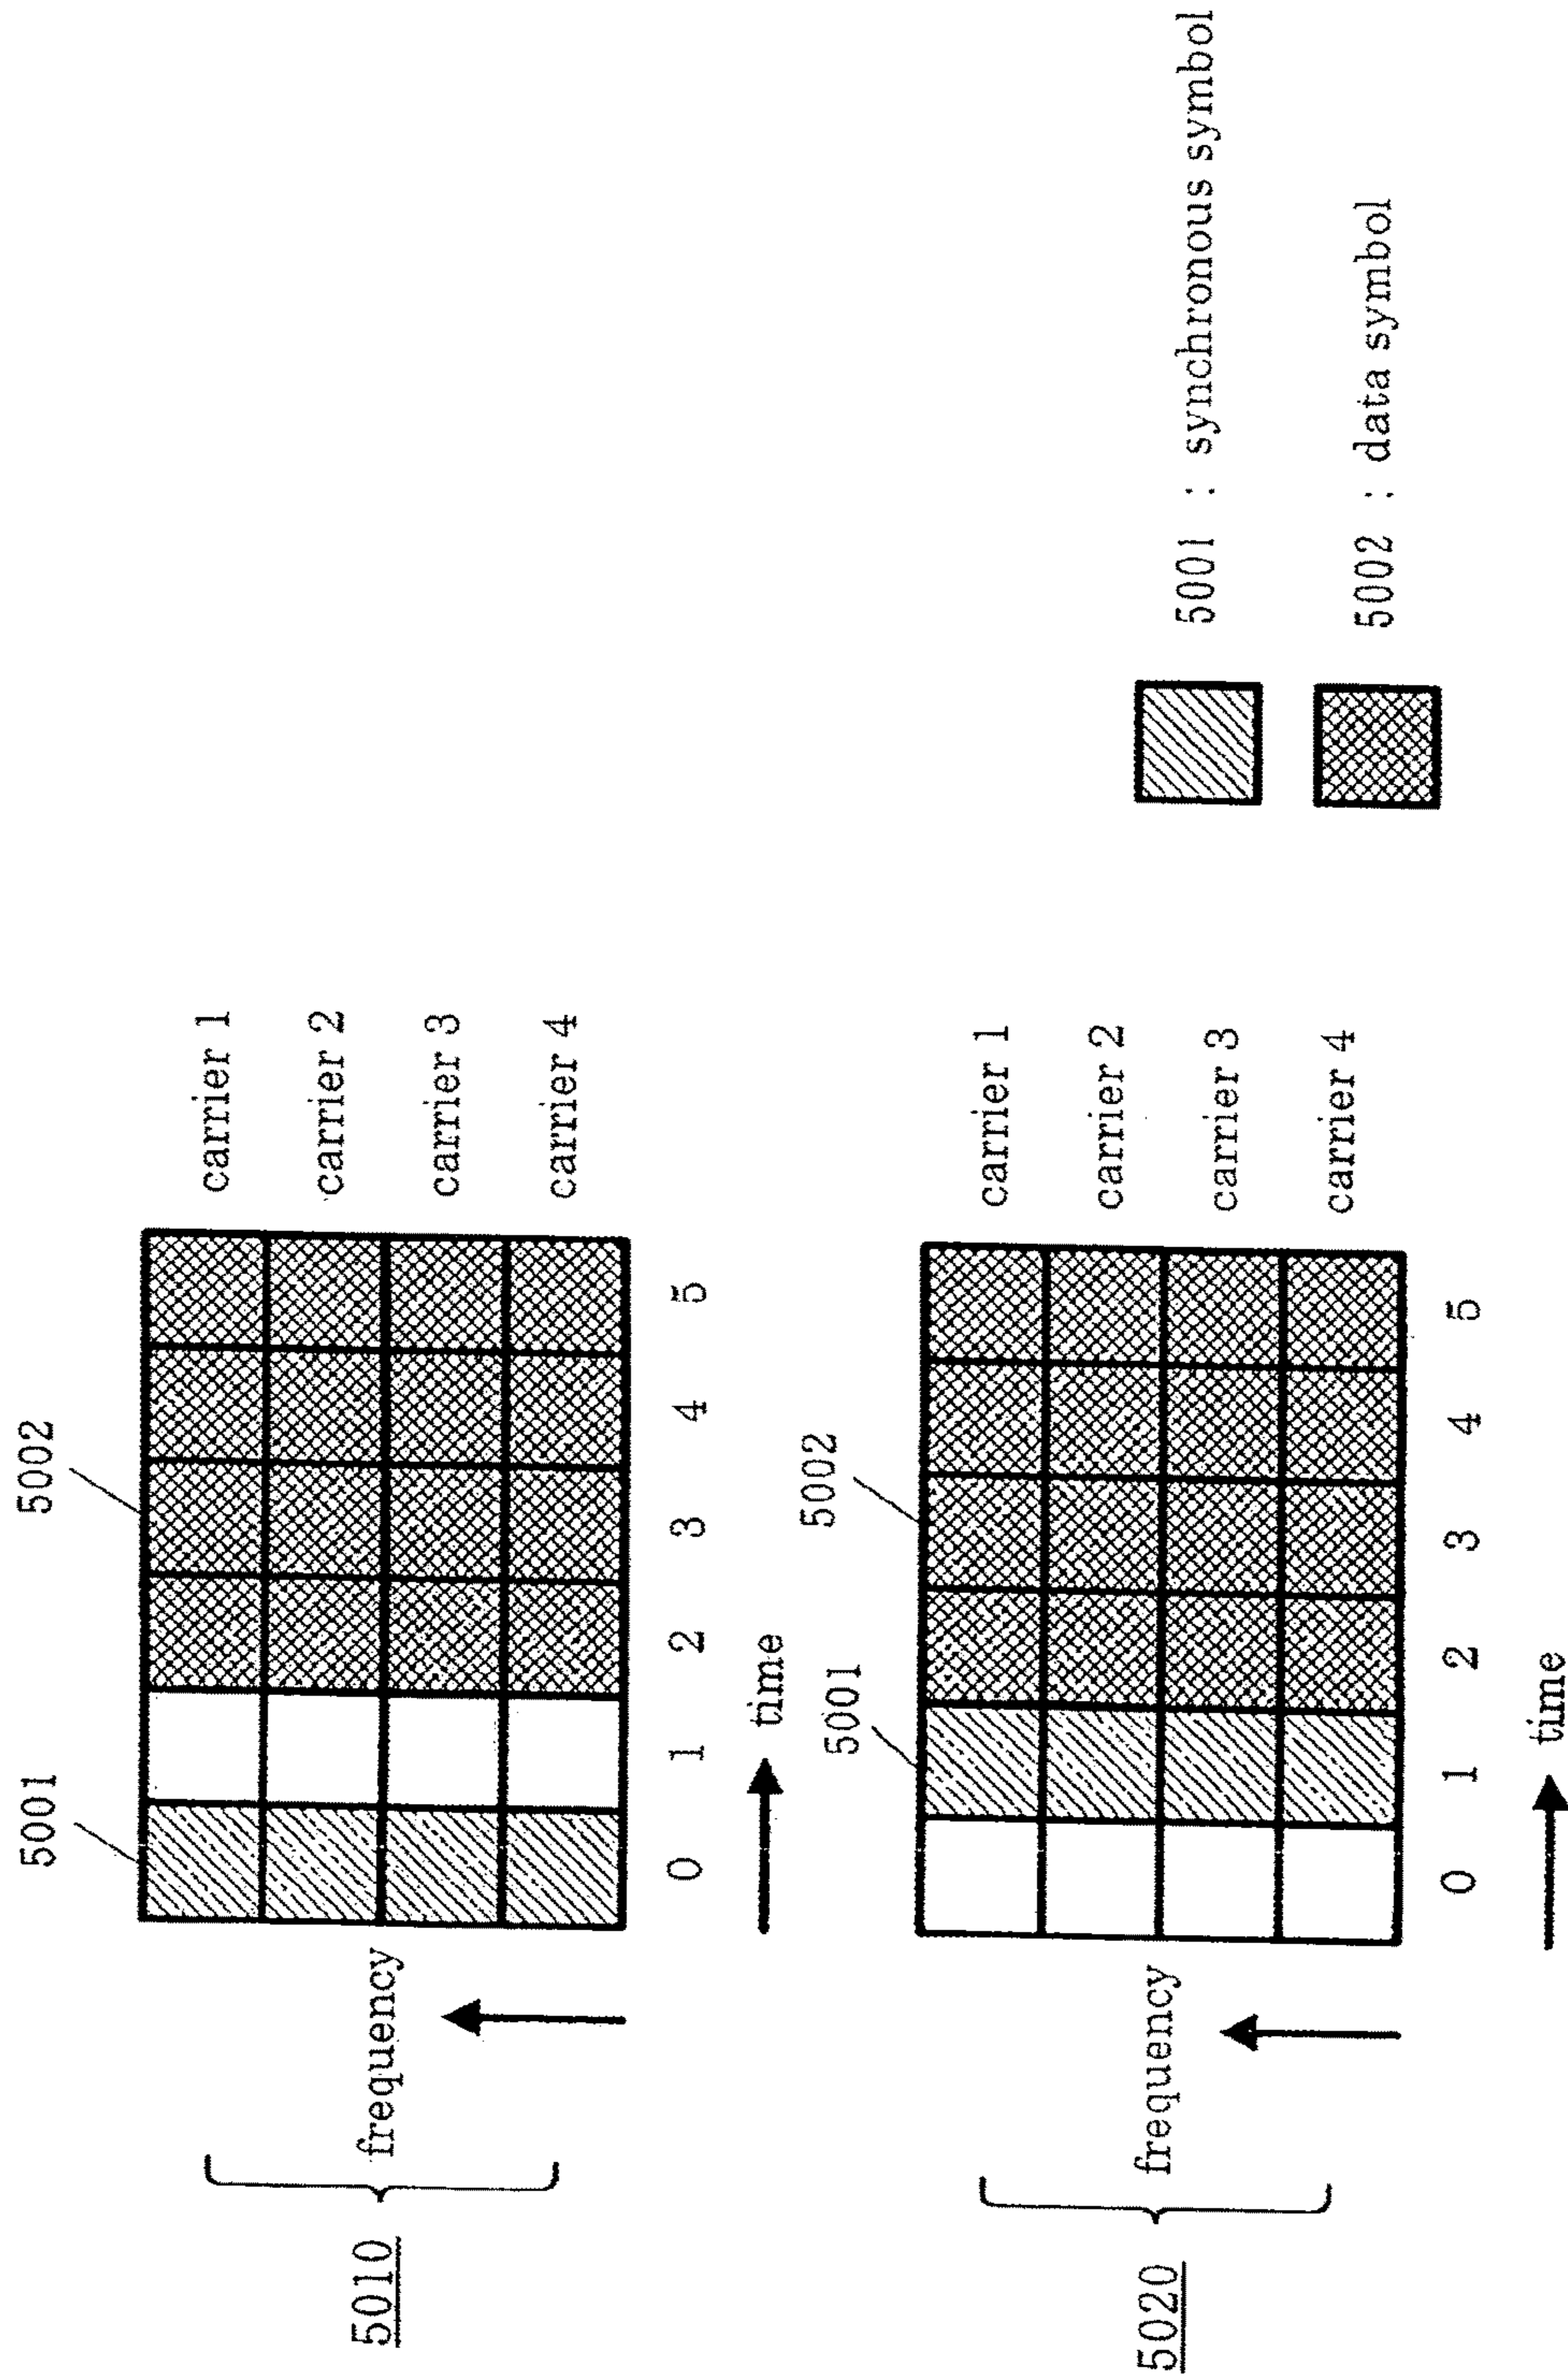 5010
frequency
5001
5002
carrier 1
carrier 2
carrier 3
carrier 4
0 1 2 3 4 5
time
5020
frequency
5001
5002
carrier 1
carrier 2
carrier 3
carrier 4
0 1 2 3 4 5
time
5001 : synchronous symbol
5002 : data symbol